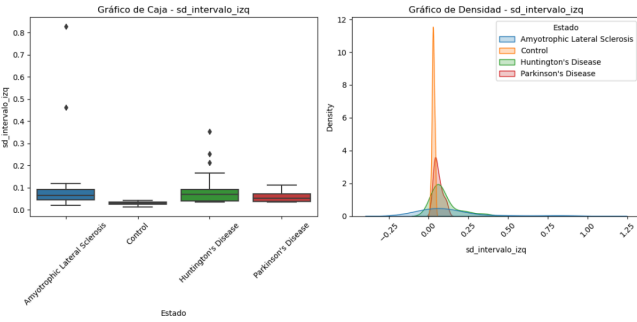 Gráfico de Caja - sd_intervalo_izq
0.8
0.7
0.6
0.5
0.4
0.3
0.2
0.1
0.0
sd_intervalo_izq
Amyotrophic Lateral Sclerosis
Control
Huntington's Disease
Parkinson's Disease
Estado
Gráfico de Densidad - sd_intervalo_izq
12
10
8
6
4
2
0
Density
Estado
Amyotrophic Lateral Sclerosis
Control
Huntington's Disease
Parkinson's Disease
−0.25
0.00
0.25
0.50
0.75
1.00
1.25
sd_intervalo_izq